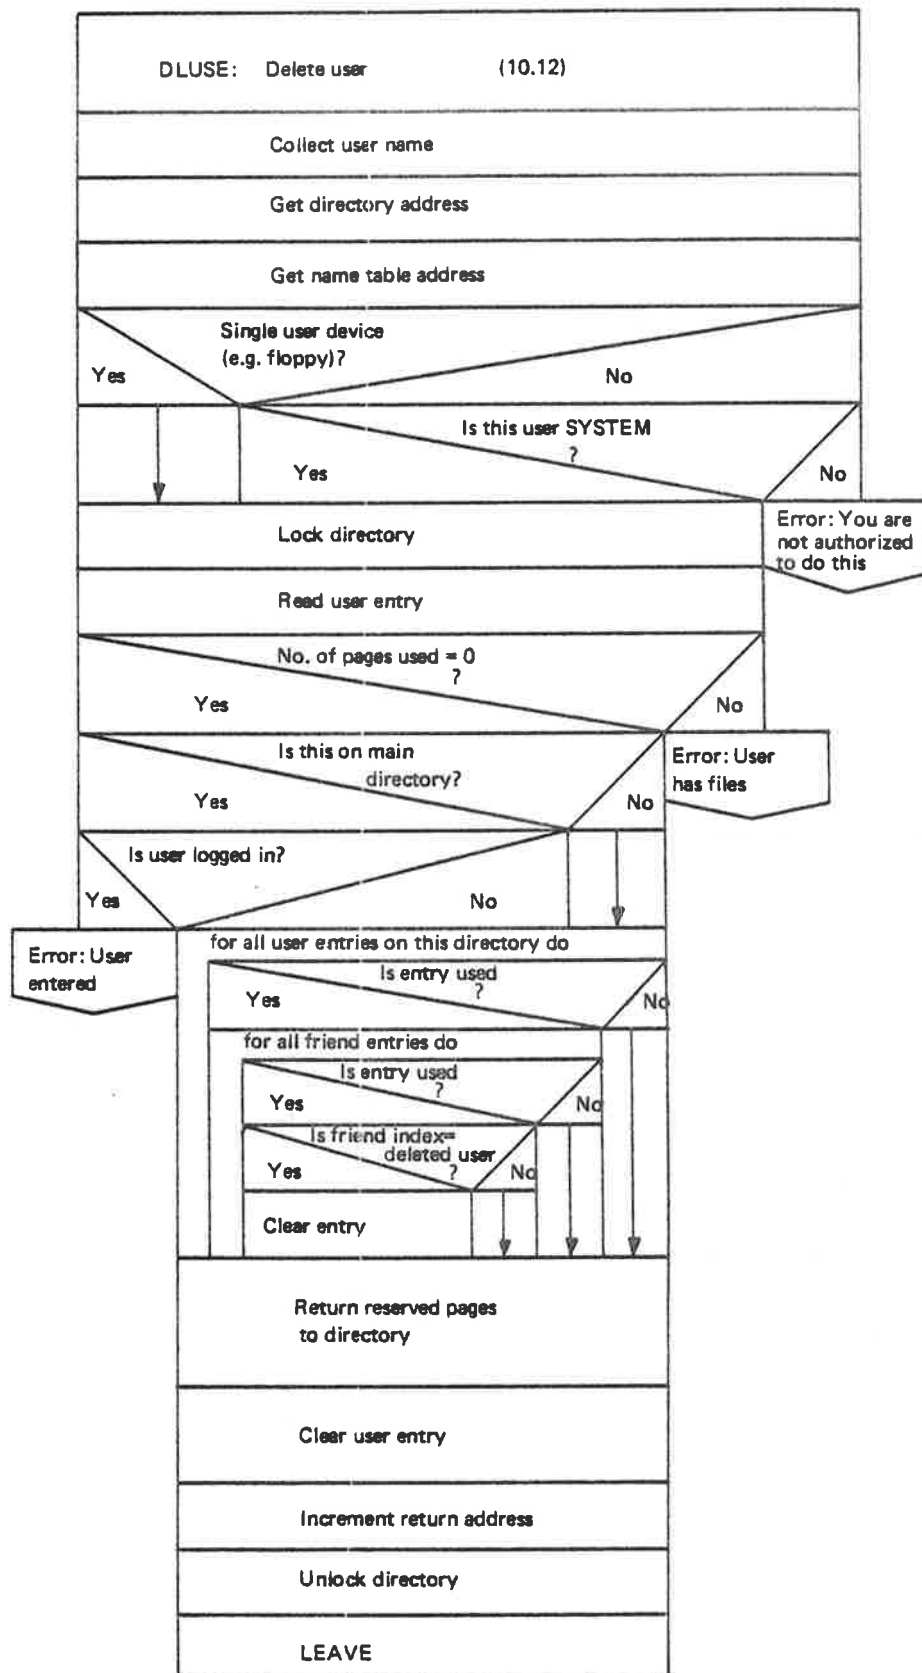 DLUSE: Delete user (10.12)
Collect user name
Get directory address
Get name table address
Single user device
(e.g. floppy)?
Yes
No
Is this user SYSTEM
?
Yes
No
Lock directory
Error: You are
not authorized
to do this
Read user entry
No. of pages used = 0
?
Yes
No
Is this on main
directory?
Yes
No
Error: User
has files
Is user logged in?
Yes
No
Error: User
entered
for all user entries on this directory do
Is entry used
?
Yes
No
for all friend entries do
Is entry used
?
Yes
No
Is friend index=
deleted user
?
Yes
No
Clear entry
Return reserved pages
to directory
Clear user entry
Increment return address
Unlock directory
LEAVE